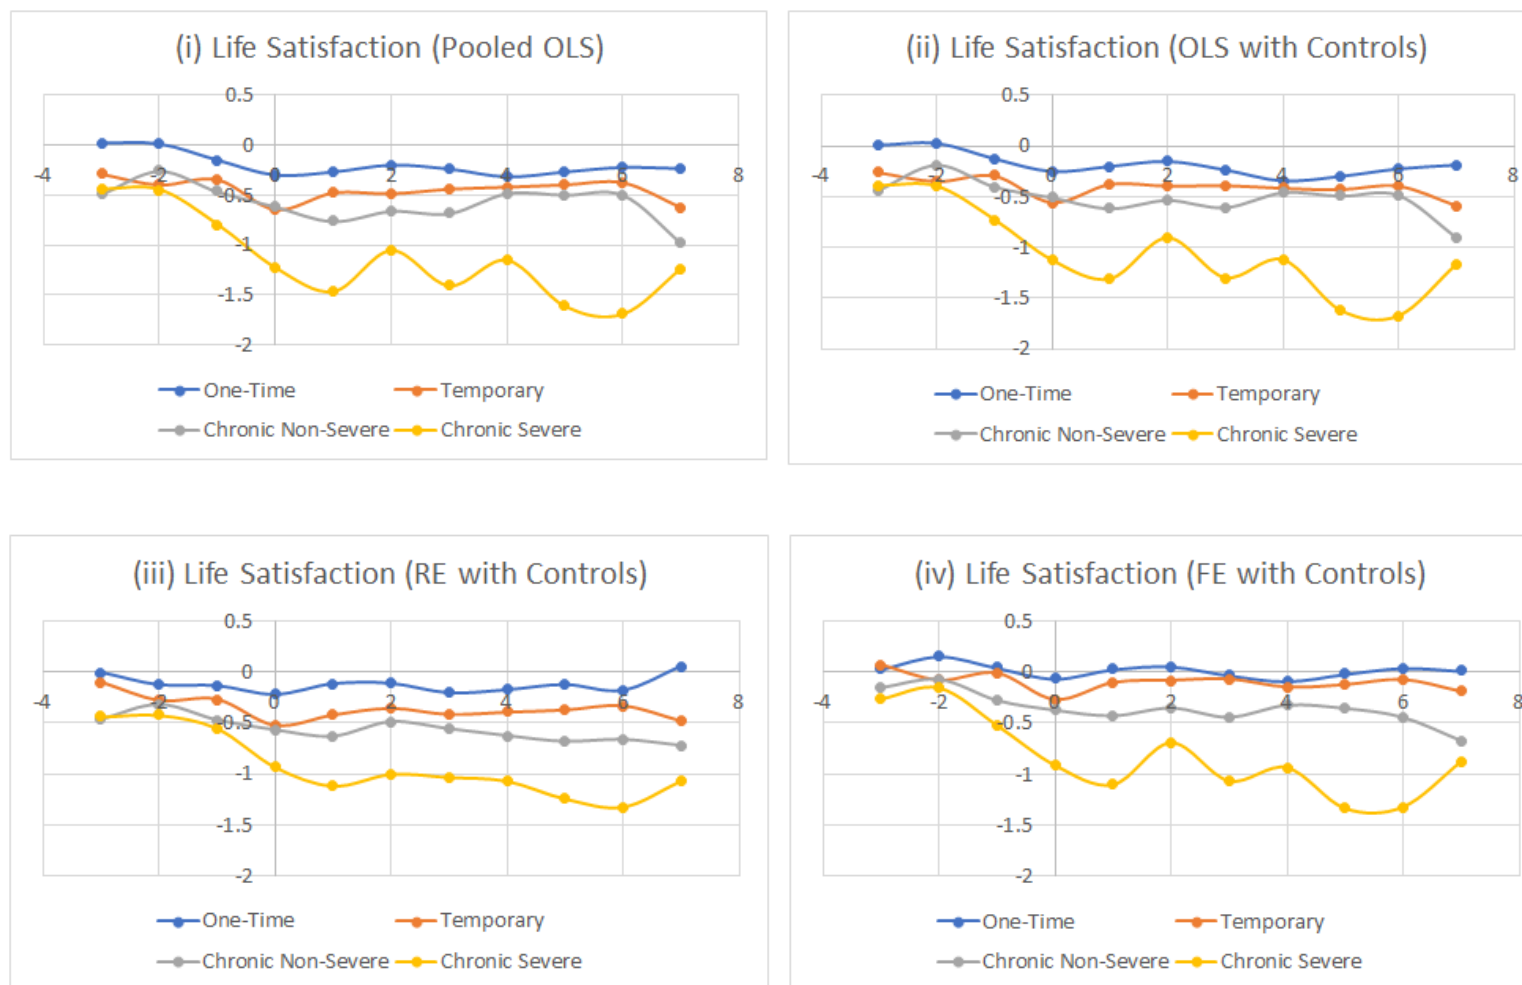 (i) Life Satisfaction (Pooled OLS)
0.5
0
-4 -2 0 2 4 6 8
-0.5
-1
-1.5
-2
One-Time Temporary
Chronic Non-Severe Chronic Severe
(ii) Life Satisfaction (OLS with Controls)
0.5
0
-4 -2 0 2 4 6 8
-0.5
-1
-1.5
-2
One-Time Temporary
Chronic Non-Severe Chronic Severe
(iii) Life Satisfaction (RE with Controls)
0.5
0
-4 -2 0 2 4 6 8
-0.5
-1
-1.5
-2
One-Time Temporary
Chronic Non-Severe Chronic Severe
(iv) Life Satisfaction (FE with Controls)
0.5
0
-4 -2 0 2 4 6 8
-0.5
-1
-1.5
-2
One-Time Temporary
Chronic Non-Severe Chronic Severe